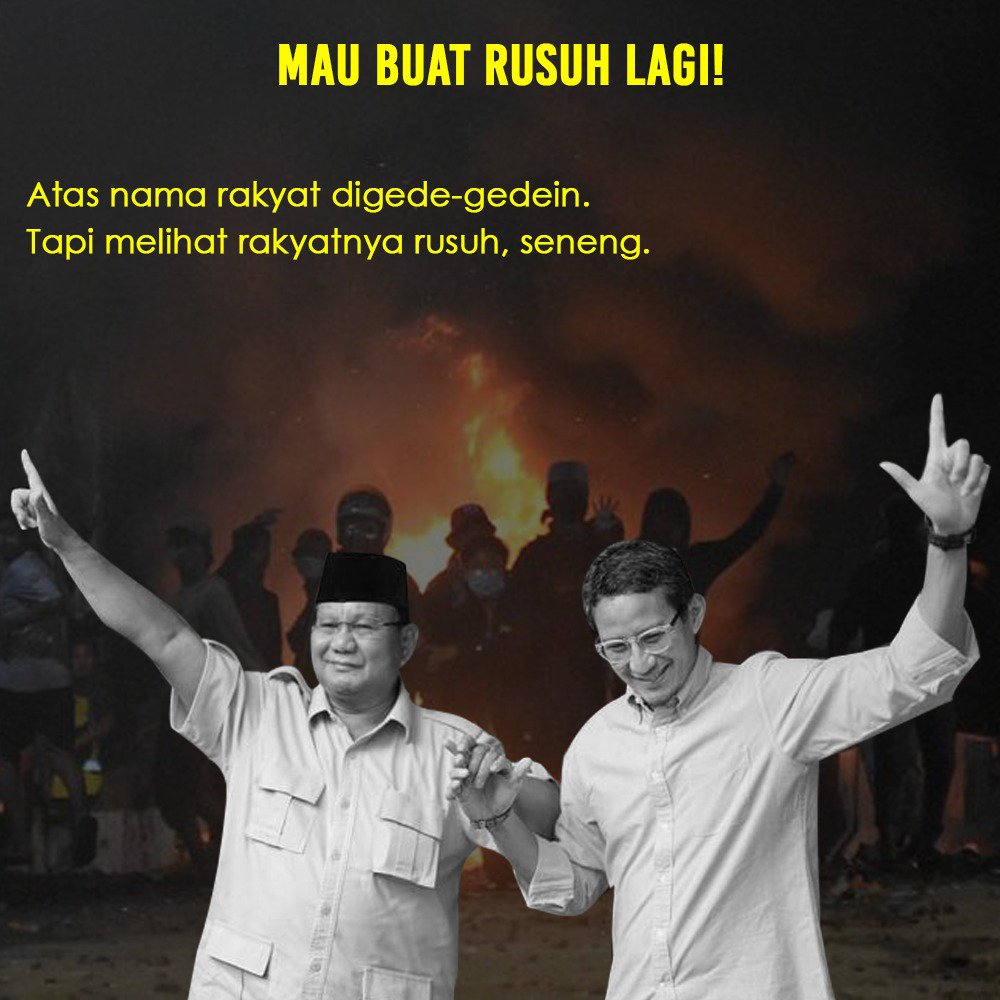 MAU BUAT RUSUH LAGI!
Atas nama rakyat digede-gedein.
Tapi melihat rakyatnya rusuh, seneng.